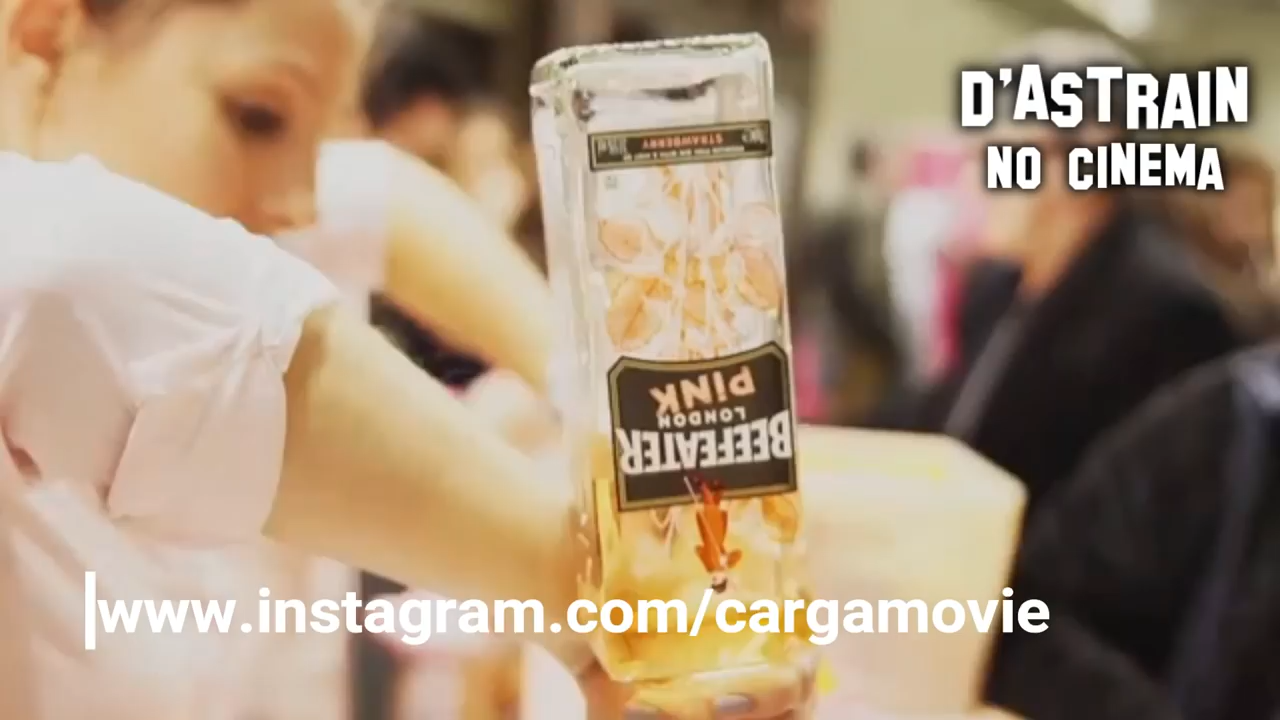 D'ASTRAIN
NO CINEMA
STRAWBERRY
PINK
LONDON
BEEFEATER
www.instagram.com/cargamovie